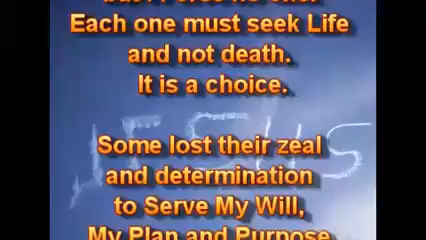 Each one must seek Life
and not death.
It is a choice.
JESUS
Some lost their zeal
and determination
to Serve My Will,
My Plan and Purpose